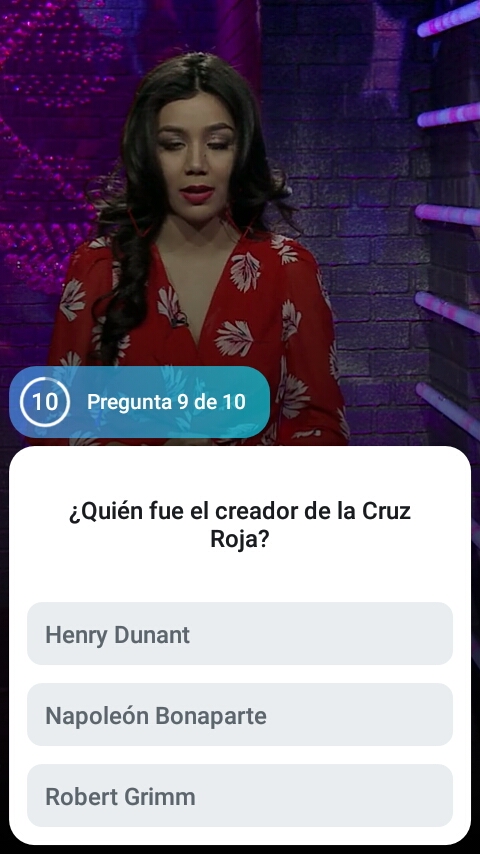 10 Pregunta 9 de 10
¿Quién fue el creador de la Cruz
Roja?
Henry Dunant
Napoleón Bonaparte
Robert Grimm